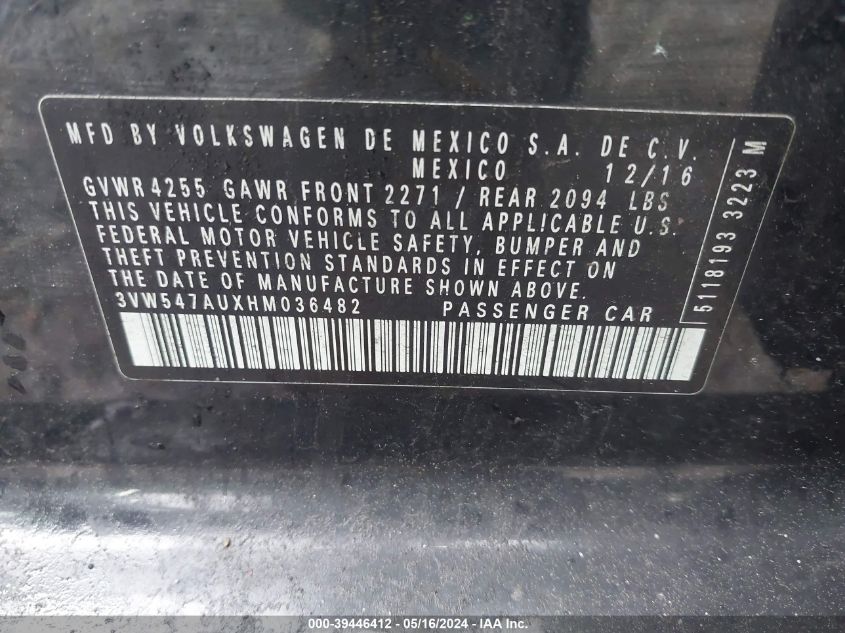 MFD BY VOLKSWAGEN DE MEXICO S.A. DE C.V.
MEXICO 12/16
GVWR 4255 GAWR FRONT 2271 / REAR 2094 LBS
THIS VEHICLE CONFORMS TO ALL APPLICABLE U.S.
FEDERAL MOTOR VEHICLE SAFETY, BUMPER AND
THEFT PREVENTION STANDARDS IN EFFECT ON
THE DATE OF MANUFACTURE SHOWN ABOVE.
3VW547AUXHM036482 PASSENGER CAR
5118193 3223 M
000-39446412 - 05/16/2024 - IAA Inc.